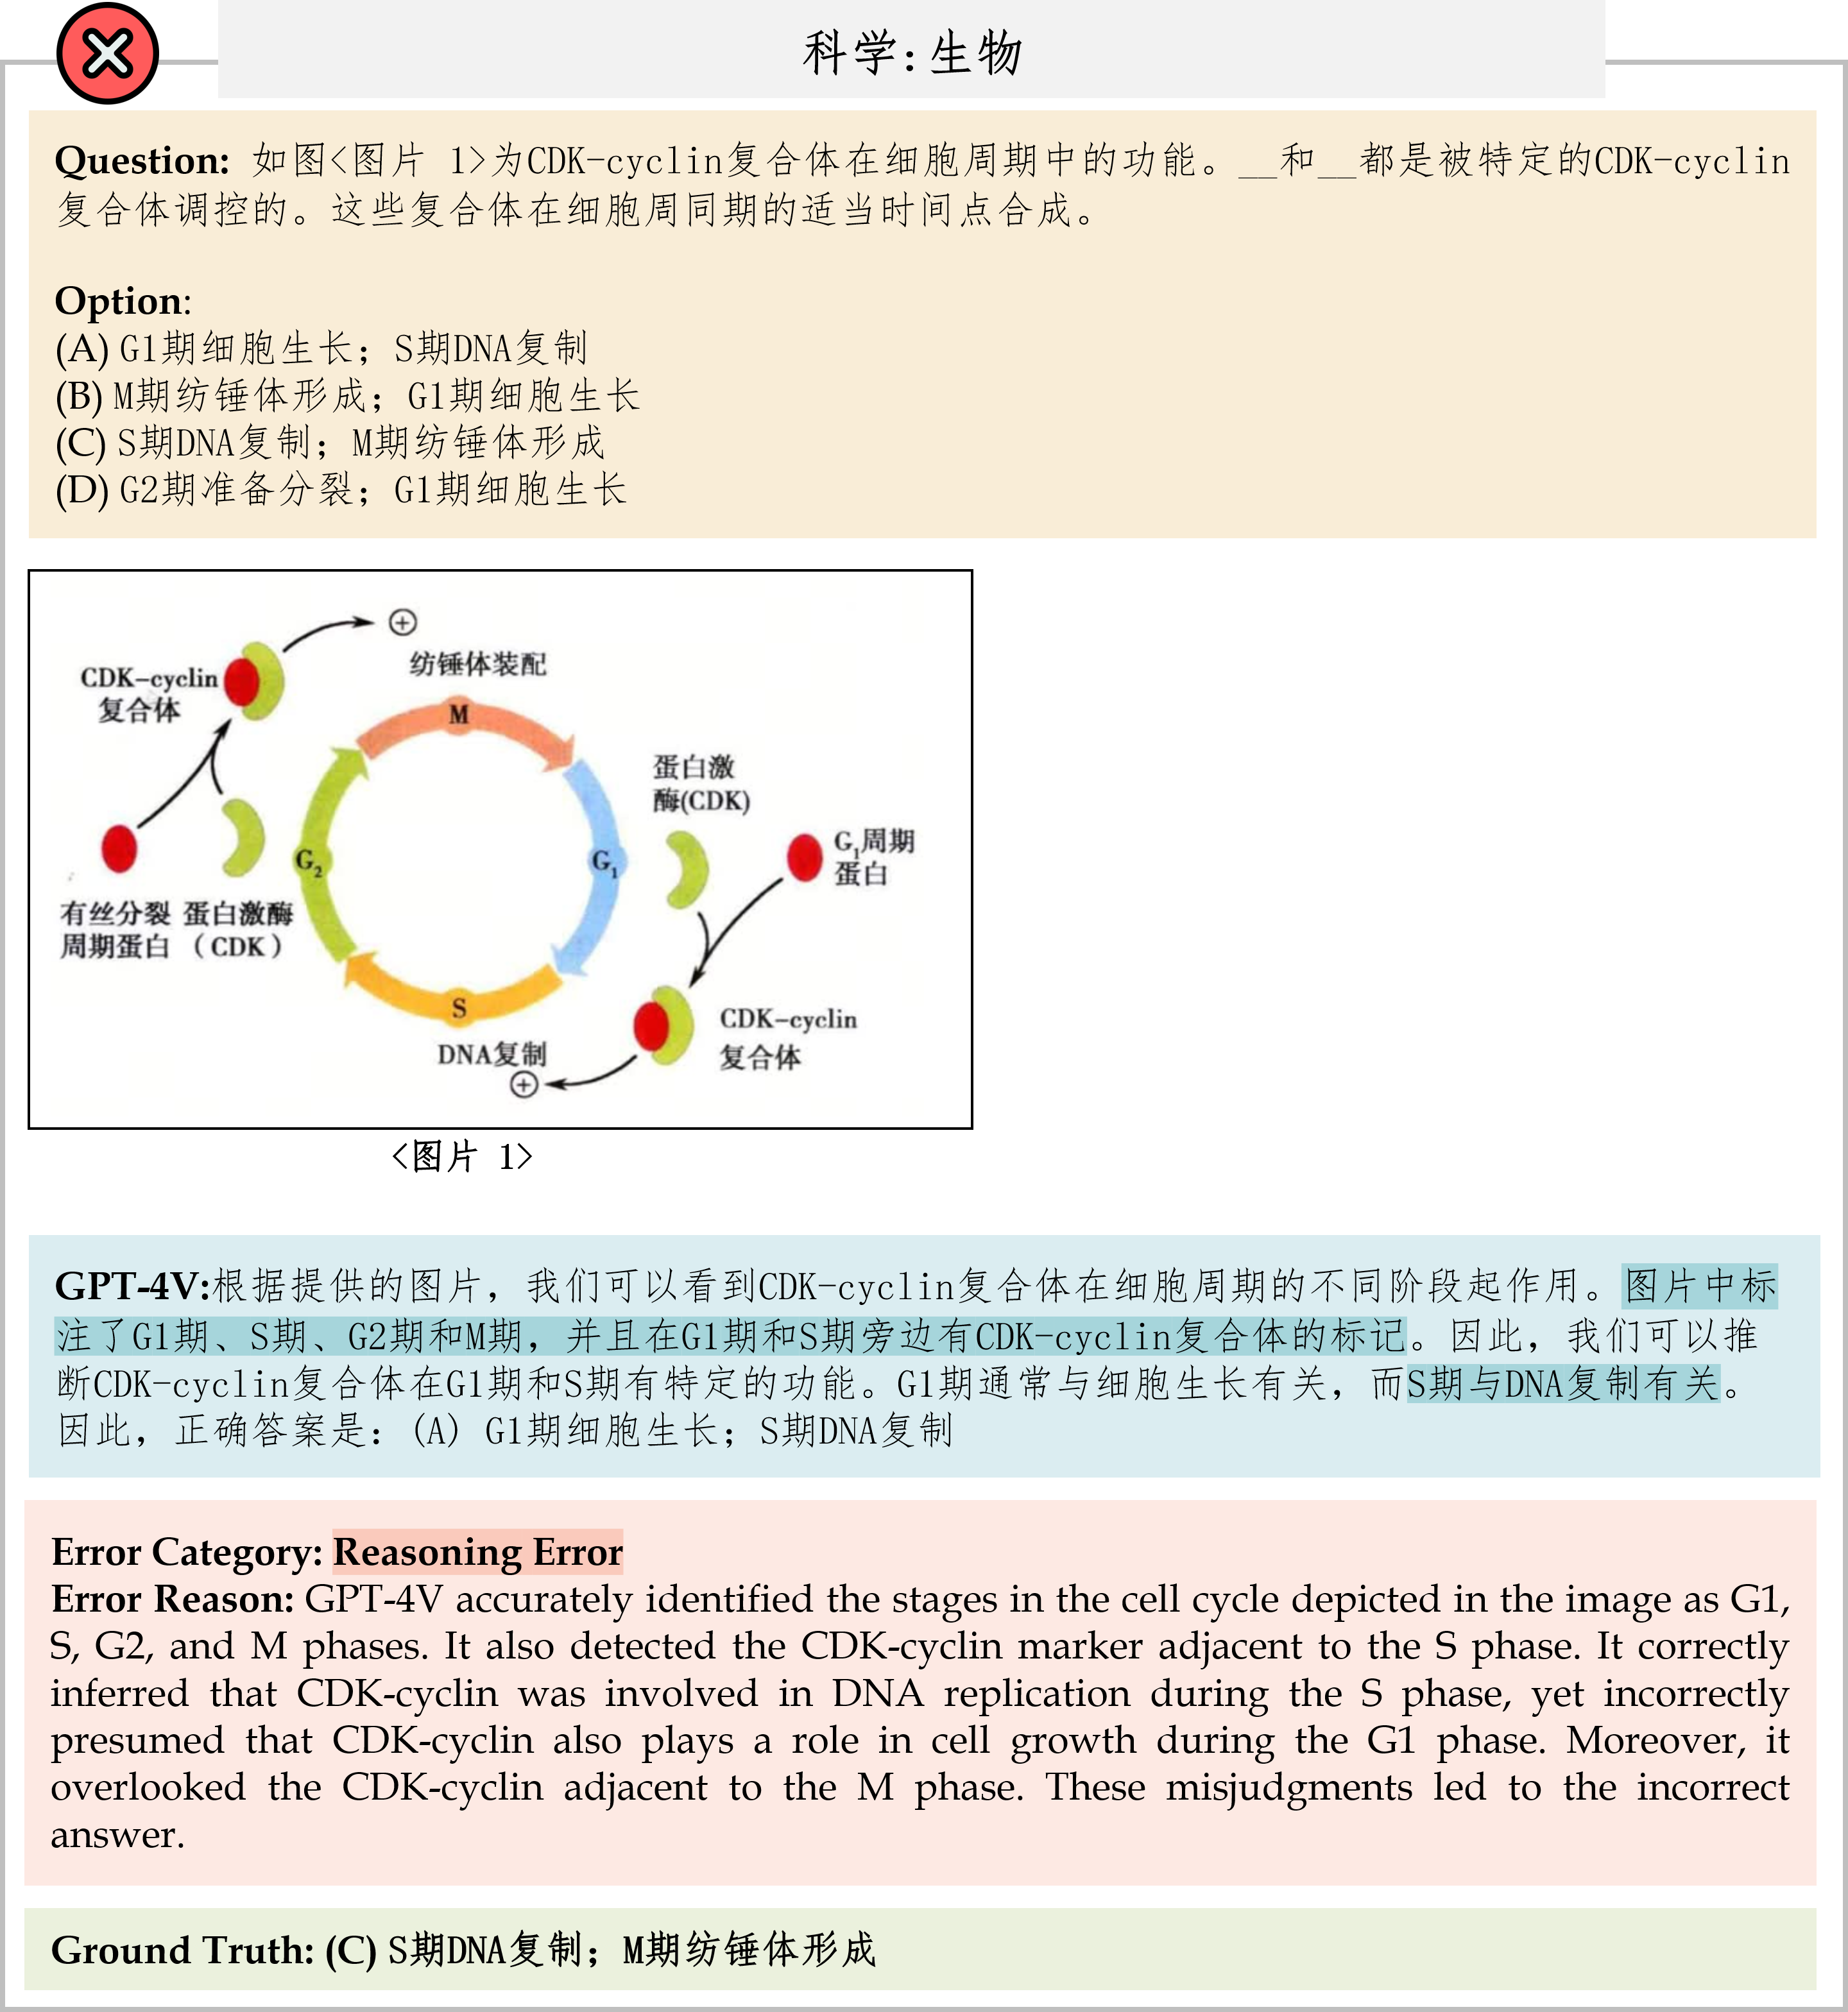 科学:生物
Question: 如图<图片 1>为CDK-cyclin复合体在细胞周期中的功能。__和__都是被特定的CDK-cyclin
复合体调控的。这些复合体在细胞周同期的适当时间点合成。
Option:
(A) G1期细胞生长; S期DNA复制
(B) M期纺锤体形成; G1期细胞生长
(C) S期DNA复制; M期纺锤体形成
(D) G2期准备分裂; G1期细胞生长
CDK-cyclin
复合体
纺锤体装配
M
蛋白激
酶(CDK)
G1周期
蛋白
G2
G1
有丝分裂
周期蛋白
蛋白激酶
(CDK)
S
DNA复制
CDK-cyclin
复合体
<图片 1>
GPT-4V:根据提供的图片，我们可以看到CDK-cyclin复合体在细胞周期的不同阶段起作用。图片中标
注了G1期、S期、G2期和M期，并且在G1期和S期旁边有CDK-cyclin复合体的标记。因此，我们可以推
断CDK-cyclin复合体在G1期和S期有特定的功能。G1期通常与细胞生长有关，而S期与DNA复制有关。
因此，正确答案是: (A) G1期细胞生长; S期DNA复制
Error Category: Reasoning Error
Error Reason: GPT-4V accurately identified the stages in the cell cycle depicted in the image as G1,
S, G2, and M phases. It also detected the CDK-cyclin marker adjacent to the S phase. It correctly
inferred that CDK-cyclin was involved in DNA replication during the S phase, yet incorrectly
presumed that CDK-cyclin also plays a role in cell growth during the G1 phase. Moreover, it
overlooked the CDK-cyclin adjacent to the M phase. These misjudgments led to the incorrect
answer.
Ground Truth: (C) S期DNA复制; M期纺锤体形成